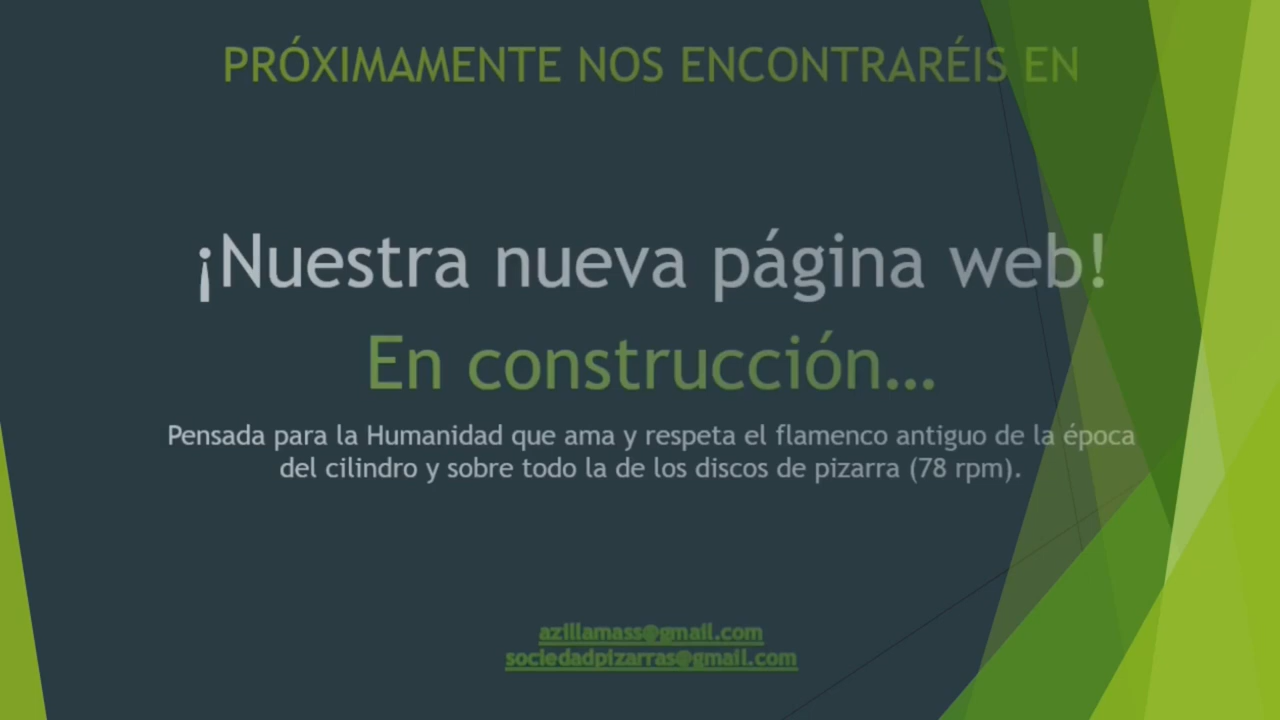 PRÓXIMAMENTE NOS ENCONTRARÉIS EN
¡Nuestra nueva página web!
En construcción…
Pensada para la Humanidad que ama y respeta el flamenco antiguo de la época
del cilindro y sobre todo la de los discos de pizarra (78 rpm).
azillamass@gmail.com
sociedadpizarras@gmail.com